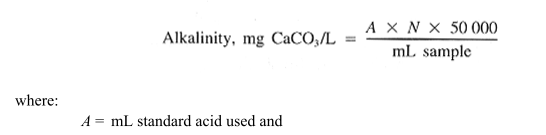 Alkalinity, mg CaCO₃/L = A × N × 50 000
mL sample
where:
A = mL standard acid used and